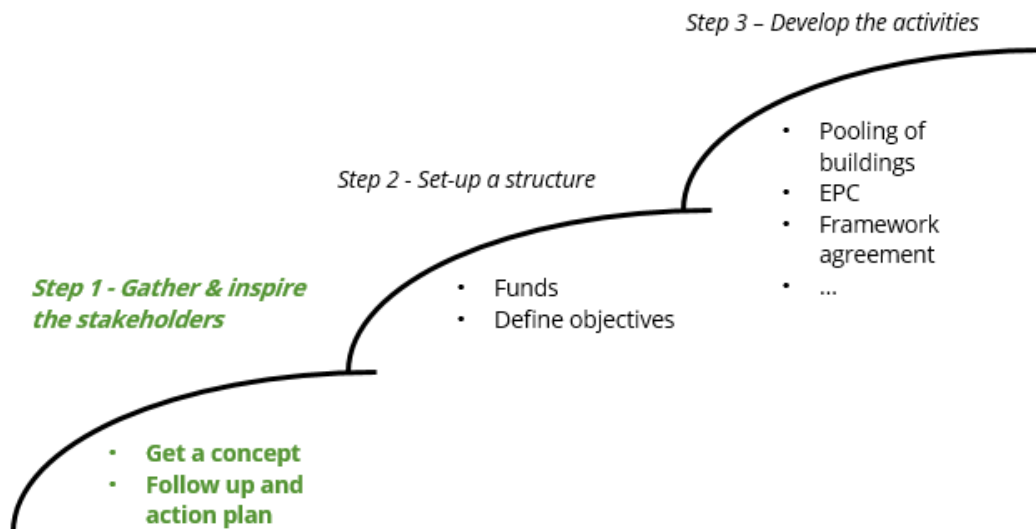 Step 3 – Develop the activities
• Pooling of
buildings
• EPC
• Framework
agreement
• ...
Step 2 - Set-up a structure
• Funds
• Define objectives
Step 1 - Gather & inspire
the stakeholders
• Get a concept
• Follow up and
action plan